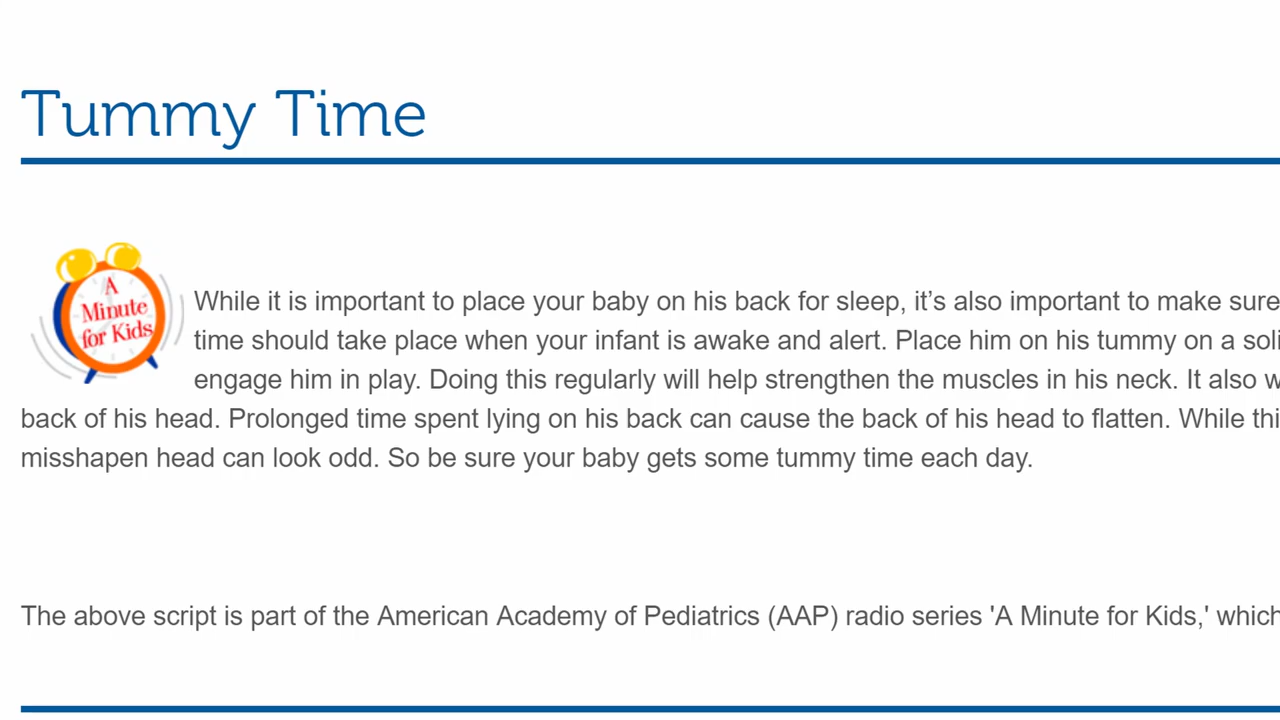 Tummy Time
A
Minute
for Kids
While it is important to place your baby on his back for sleep, it’s also important to make sure
time should take place when your infant is awake and alert. Place him on his tummy on a soli
engage him in play. Doing this regularly will help strengthen the muscles in his neck. It also w
back of his head. Prolonged time spent lying on his back can cause the back of his head to flatten. While thi
misshapen head can look odd. So be sure your baby gets some tummy time each day.
The above script is part of the American Academy of Pediatrics (AAP) radio series 'A Minute for Kids,' which